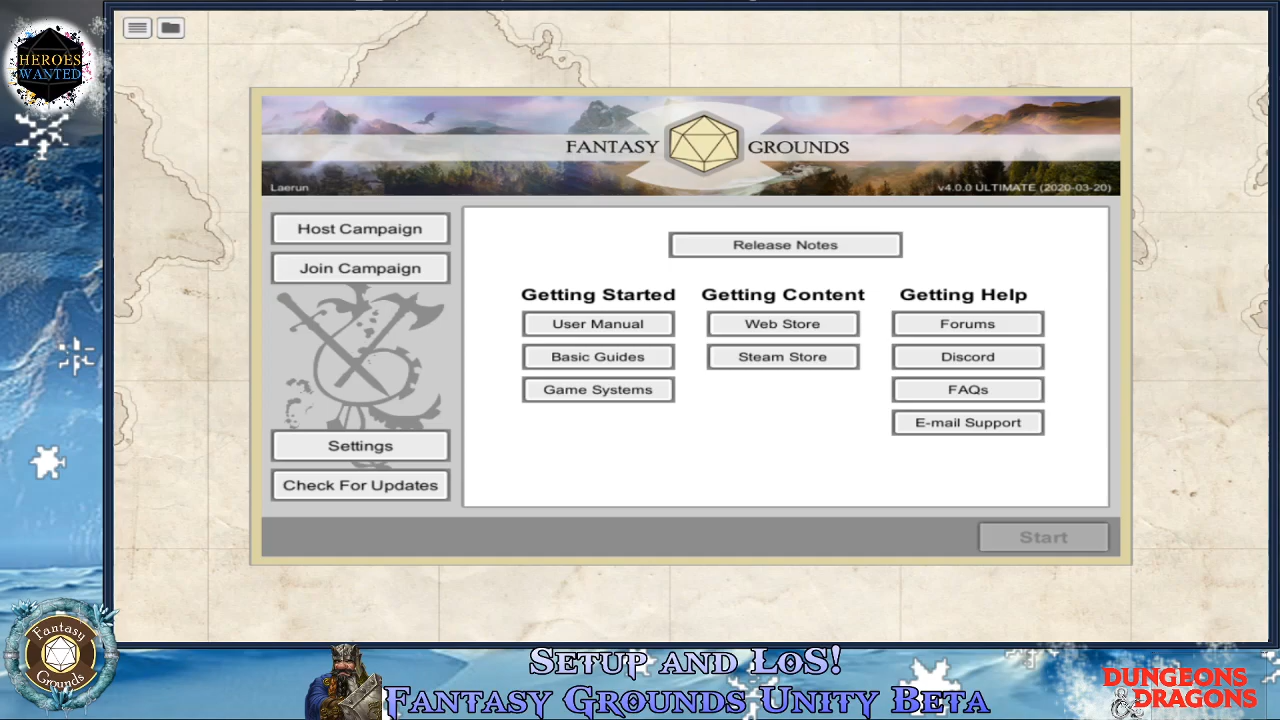 HEROES
WANTED
FANTASY GROUNDS
Laerun
v4.0.0 ULTIMATE (2020-03-20)
Host Campaign
Join Campaign
Settings
Check For Updates
Release Notes
Getting Started
User Manual
Basic Guides
Game Systems
Getting Content
Web Store
Steam Store
Getting Help
Forums
Discord
FAQs
E-mail Support
Start
Fantasy
Grounds
Setup and LoS!
Fantasy Grounds Unity Beta
DUNGEONS
& DRAGONS